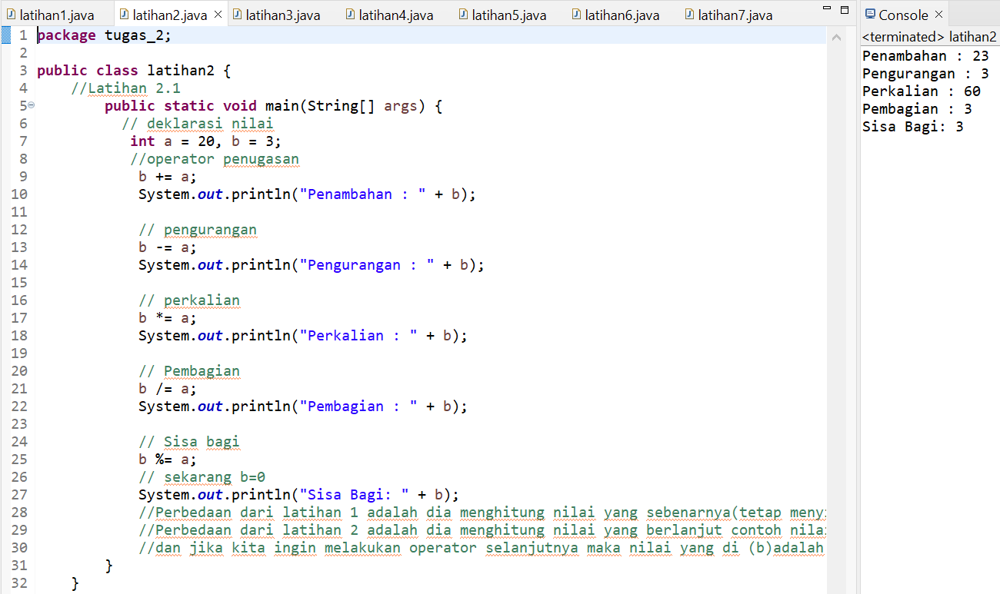 latihan1.java latihan2.java latihan3.java latihan4.java latihan5.java latihan6.java latihan7.java
1 package tugas_2;
2
3 public class latihan2 {
4 //Latihan 2.1
5 public static void main(String[] args) {
6 // deklarasi nilai
7 int a = 20, b = 3;
8 //operator penugasan
9 b += a;
10 System.out.println("Penambahan : " + b);
11
12 // pengurangan
13 b -= a;
14 System.out.println("Pengurangan : " + b);
15
16 // perkalian
17 b *= a;
18 System.out.println("Perkalian : " + b);
19
20 // Pembagian
21 b /= a;
22 System.out.println("Pembagian : " + b);
23
24 // Sisa bagi
25 b %= a;
26 // sekarang b=0
27 System.out.println("Sisa Bagi: " + b);
28 //Perbedaan dari latihan 1 adalah dia menghitung nilai yang sebenarnya(tetap
29 //Perbedaan dari latihan 2 adalah dia menghitung nilai yang berlanjut contoh
30 //dan jika kita ingin melakukan operator selanjutnya maka nilai yang di (b)adalah
31 }
32 }
Console
<terminated> latihan2
Penambahan : 23
Pengurangan : 3
Perkalian : 60
Pembagian : 3
Sisa Bagi: 3